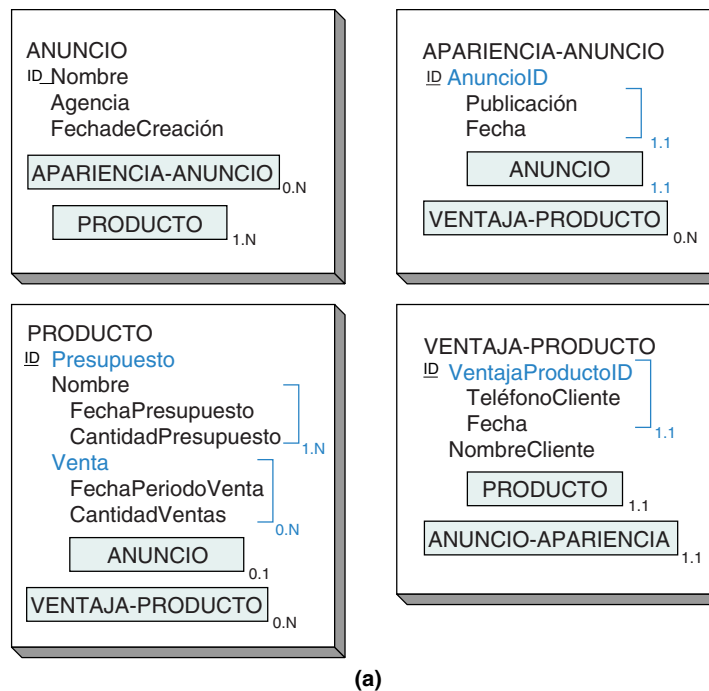 ANUNCIO
ID Nombre
Agencia
FechadeCreación
APARIENCIA-ANUNCIO
0.N
PRODUCTO
1.N
APARIENCIA-ANUNCIO
ID AnuncioID
Publicación
Fecha
1.1
ANUNCIO
1.1
VENTAJA-PRODUCTO
0.N
PRODUCTO
ID Presupuesto
Nombre
FechaPresupuesto
CantidadPresupuesto
1.N
Venta
FechaPeriodoVenta
CantidadVentas
0.N
ANUNCIO
0.1
VENTAJA-PRODUCTO
0.N
VENTAJA-PRODUCTO
ID VentajaProductoID
TeléfonoCliente
Fecha
1.1
NombreCliente
PRODUCTO
1.1
ANUNCIO-APARIENCIA
1.1
(a)